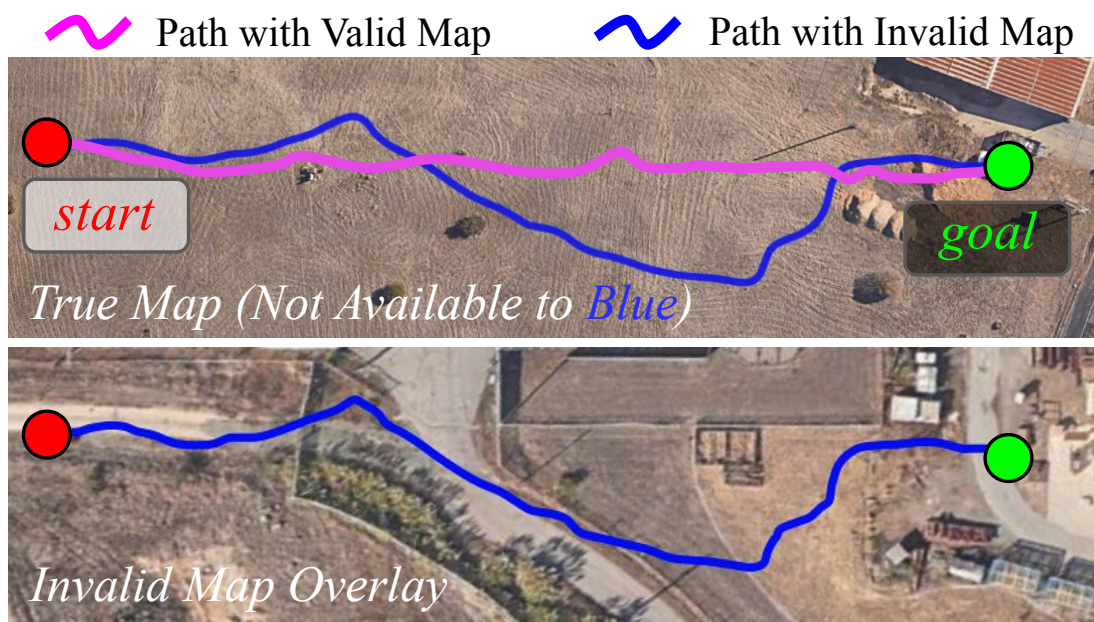 Path with Valid Map
Path with Invalid Map
start
goal
True Map (Not Available to Blue)
Invalid Map Overlay